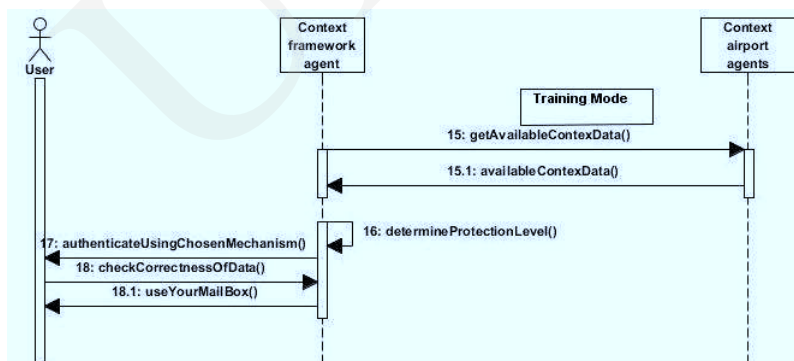 User
Context
framework
agent
Context
airport
agents
Training Mode
15: getAvailableContexData()
15.1: availableContexData()
16: determineProtectionLevel()
17: authenticateUsingChosenMechanism()
18: checkCorrectnessOfData()
18.1: useYourMailBox()